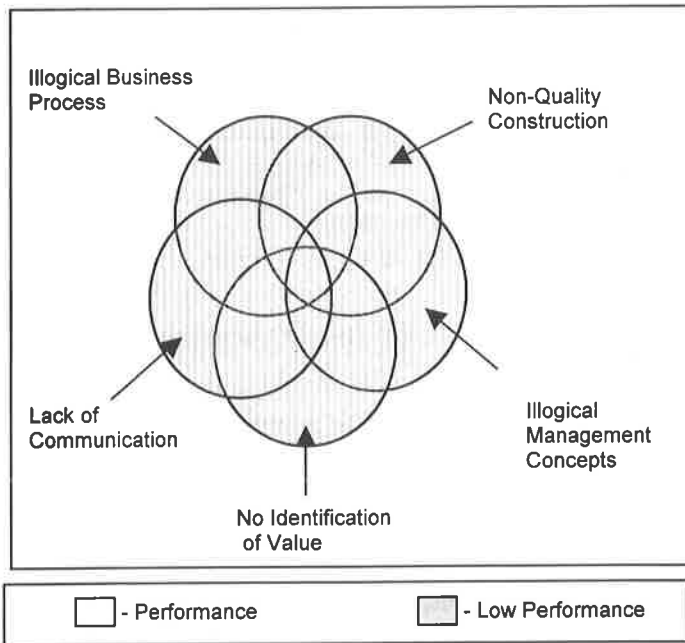 Illogical Business
Process
Non-Quality
Construction
Lack of
Communication
Illogical
Management
Concepts
No Identification
of Value
- Performance
- Low Performance